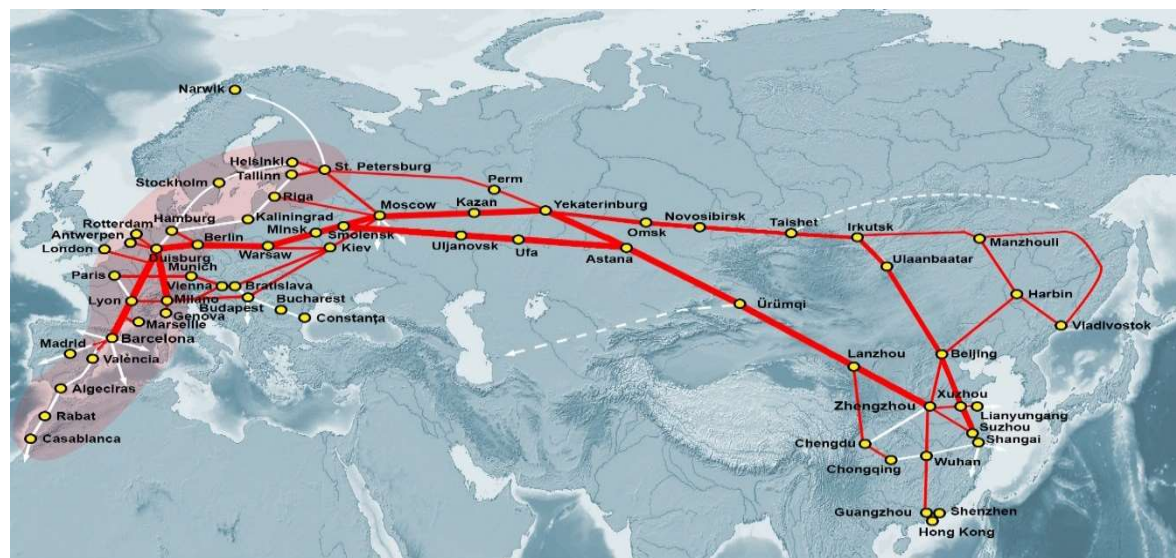 Narwik
Helsinki
Tallinn
St. Petersburg
Stockholm
Riga
Perm
Kazan
Yekaterinburg
Moscow
Rotterdam
Hamburg
Kaliningrad
Antwerpen
Berlin
Minsk
Smolensk
London
Duisburg
Warsaw
Kiev
Uljanovsk
Ufa
Omsk
Novosibirsk
Taishet
Irkutsk
Manzhouli
Astana
Ulaanbaatar
Paris
Munich
Vienna
Bratislava
Lyon
Milano
Budapest
Bucharest
Genova
Constanţa
Marseille
Barcelona
Madrid
València
Algeciras
Rabat
Casablanca
Ürümqi
Harbin
Vladivostok
Lanzhou
Beijing
Zhengzhou
Xuzhou
Lianyungang
Suzhou
Shangai
Chengdu
Chongqing
Wuhan
Guangzhou
Shenzhen
Hong Kong